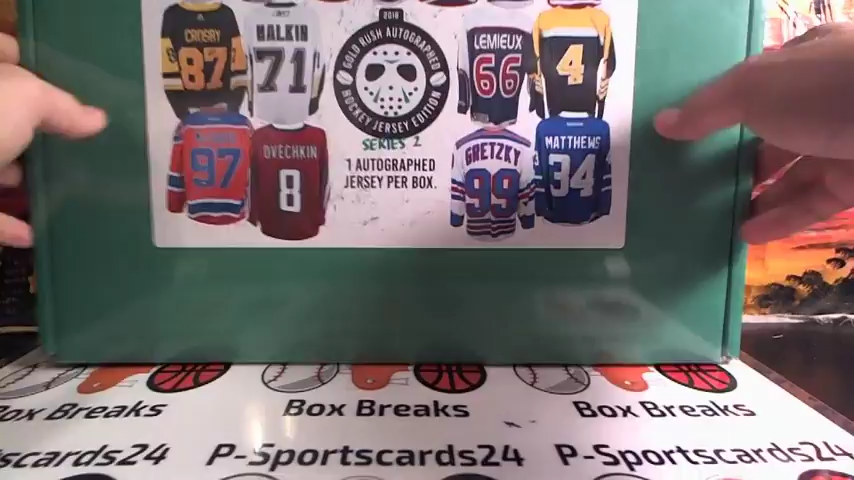 CROSBY
87
MALKIN
71
2018
GOLD RUSH AUTOGRAPHED
HOCKEY JERSEY EDITION
SERIES 2
1 AUTOGRAPHED
JERSEY PER BOX.
LEMIEUX
66
4
97
OVECHKIN
8
GRETZKY
99
MATTHEWS
34
Box Breaks Box Breaks Box Breaks
cards24 P-Sportscards24 P-Sportscards24